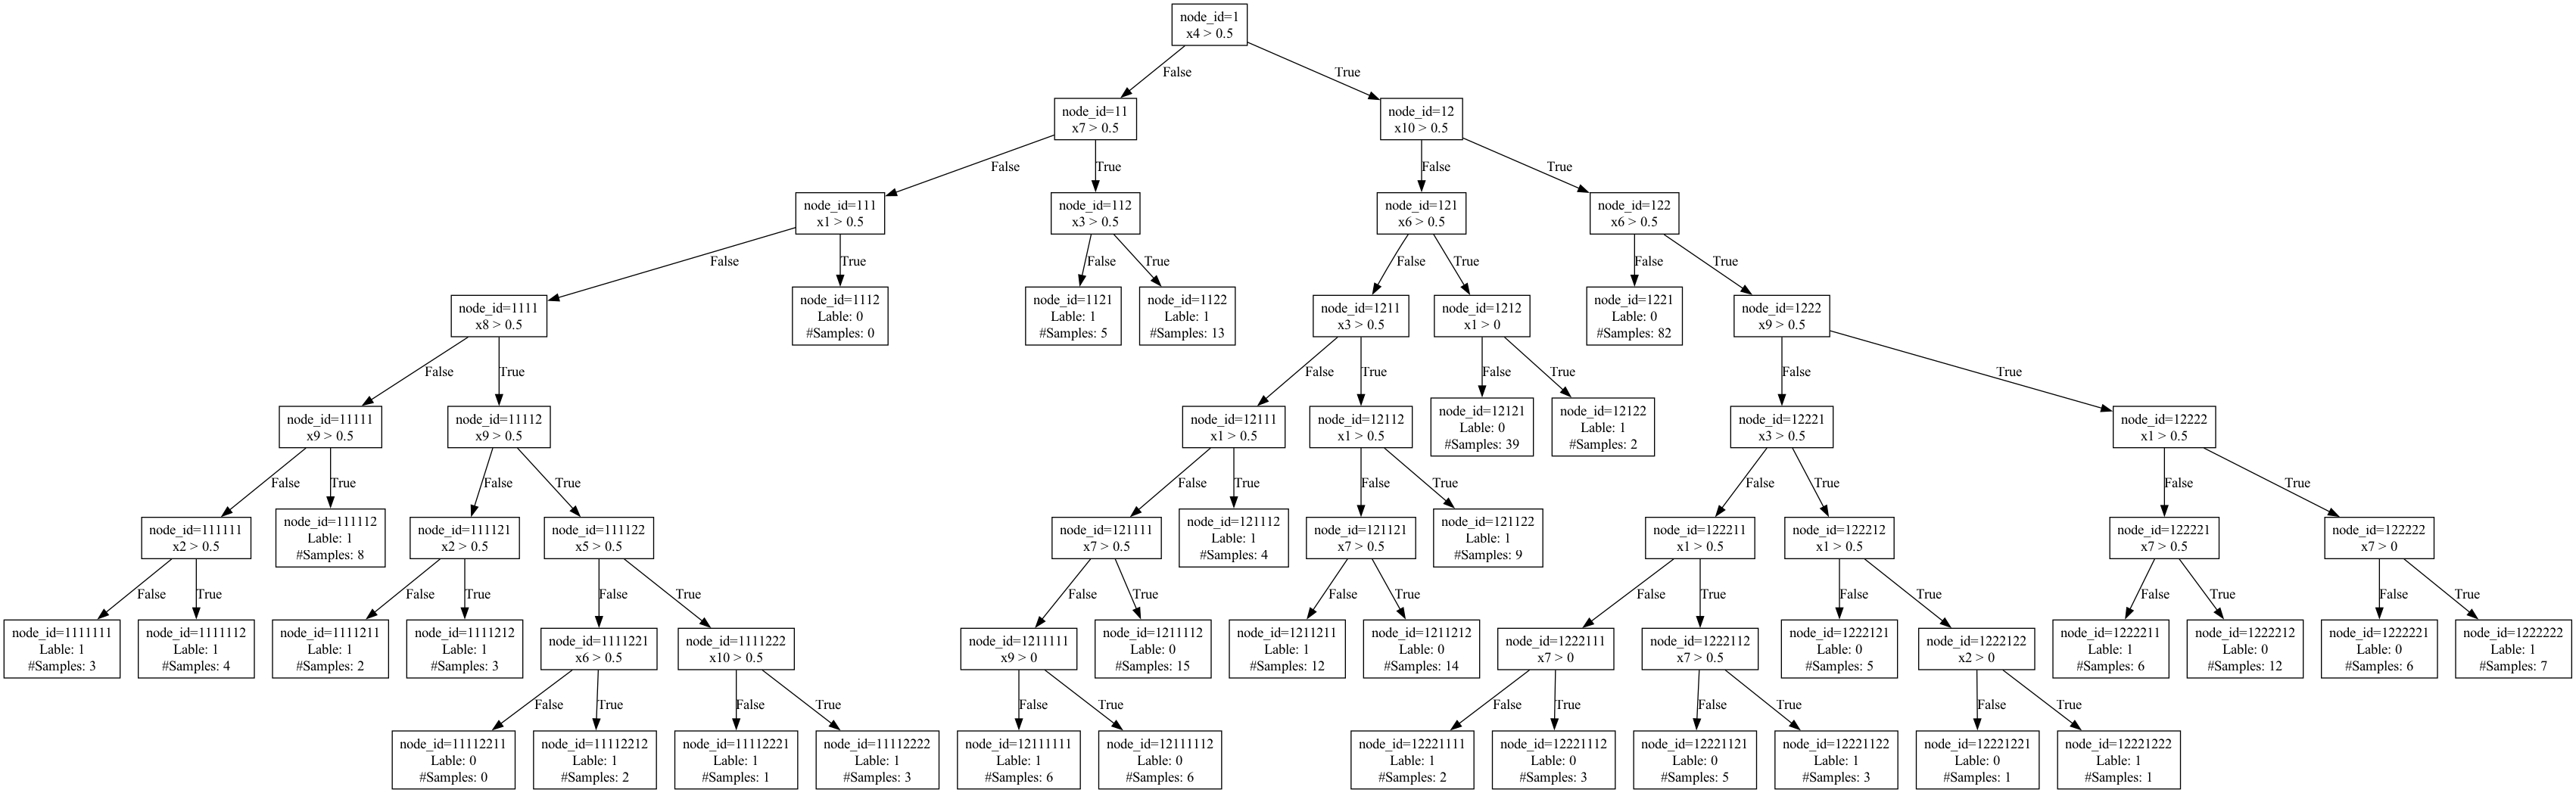 node_id=1
x4 > 0.5
False
True
node_id=11
x7 > 0.5
node_id=12
x10 > 0.5
False
True
False
True
node_id=111
x1 > 0.5
node_id=112
x3 > 0.5
node_id=121
x6 > 0.5
node_id=122
x6 > 0.5
False
True
False
True
False
True
False
True
node_id=1111
x8 > 0.5
node_id=1112
Lable: 0
#Samples: 0
node_id=1121
Lable: 1
#Samples: 5
node_id=1122
Lable: 1
#Samples: 13
node_id=1211
x3 > 0.5
node_id=1212
x1 > 0
node_id=1221
Lable: 0
#Samples: 82
node_id=1222
x9 > 0.5
False
True
False
True
False
True
False
True
node_id=11111
x9 > 0.5
node_id=11112
x9 > 0.5
node_id=12111
x1 > 0.5
node_id=12112
x1 > 0.5
node_id=12121
Lable: 0
#Samples: 39
node_id=12122
Lable: 1
#Samples: 2
node_id=12221
x3 > 0.5
node_id=12222
x1 > 0.5
False
True
False
True
False
True
False
True
False
True
False
True
node_id=111111
x2 > 0.5
node_id=111112
Lable: 1
#Samples: 8
node_id=111121
x2 > 0.5
node_id=111122
x5 > 0.5
node_id=121111
x7 > 0.5
node_id=121112
Lable: 1
#Samples: 4
node_id=121121
x7 > 0.5
node_id=121122
Lable: 1
#Samples: 9
node_id=122211
x1 > 0.5
node_id=122212
x1 > 0.5
node_id=122221
x7 > 0.5
node_id=122222
x7 > 0
False
True
False
True
False
True
False
True
False
True
False
True
False
True
False
True
False
True
node_id=1111111
Lable: 1
#Samples: 3
node_id=1111112
Lable: 1
#Samples: 4
node_id=1111211
Lable: 1
#Samples: 2
node_id=1111212
Lable: 1
#Samples: 3
node_id=1111221
x6 > 0.5
node_id=1111222
x10 > 0.5
node_id=1211111
x9 > 0
node_id=1211112
Lable: 0
#Samples: 15
node_id=1211211
Lable: 1
#Samples: 12
node_id=1211212
Lable: 0
#Samples: 14
node_id=1222111
x7 > 0
node_id=1222112
x7 > 0.5
node_id=1222121
Lable: 0
#Samples: 5
node_id=1222122
x2 > 0
node_id=1222211
Lable: 1
#Samples: 6
node_id=1222212
Lable: 0
#Samples: 12
node_id=1222221
Lable: 0
#Samples: 6
node_id=1222222
Lable: 1
#Samples: 7
False
True
False
True
False
True
False
True
False
True
False
True
node_id=11112211
Lable: 0
#Samples: 0
node_id=11112212
Lable: 1
#Samples: 2
node_id=11112221
Lable: 1
#Samples: 1
node_id=11112222
Lable: 1
#Samples: 3
node_id=12111111
Lable: 1
#Samples: 6
node_id=12111112
Lable: 0
#Samples: 6
node_id=12221111
Lable: 1
#Samples: 2
node_id=12221112
Lable: 0
#Samples: 3
node_id=12221121
Lable: 0
#Samples: 5
node_id=12221122
Lable: 1
#Samples: 3
node_id=12221221
Lable: 0
#Samples: 1
node_id=12221222
Lable: 1
#Samples: 1